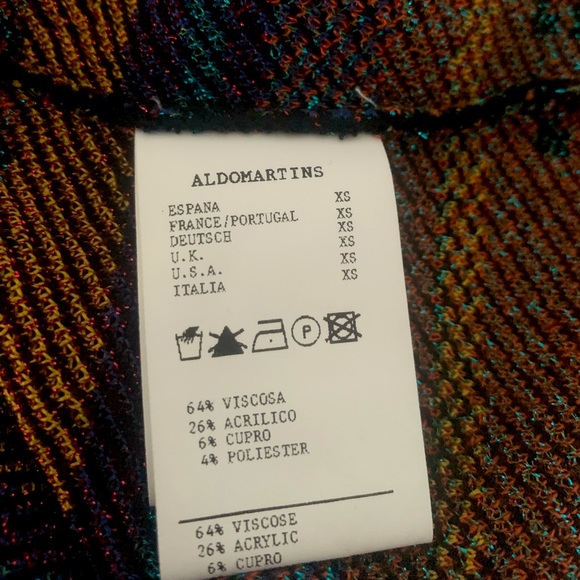 ALDOMARTINS
ESPANA XS
FRANCE/PORTUGAL XS
DEUTSCH XS
U.K. XS
U.S.A. XS
ITALIA XS
P
64% VISCOSA
26% ACRILICO
6% CUPRO
4% POLIESTER
64% VISCOSE
26% ACRYLIC
6% CUPRO